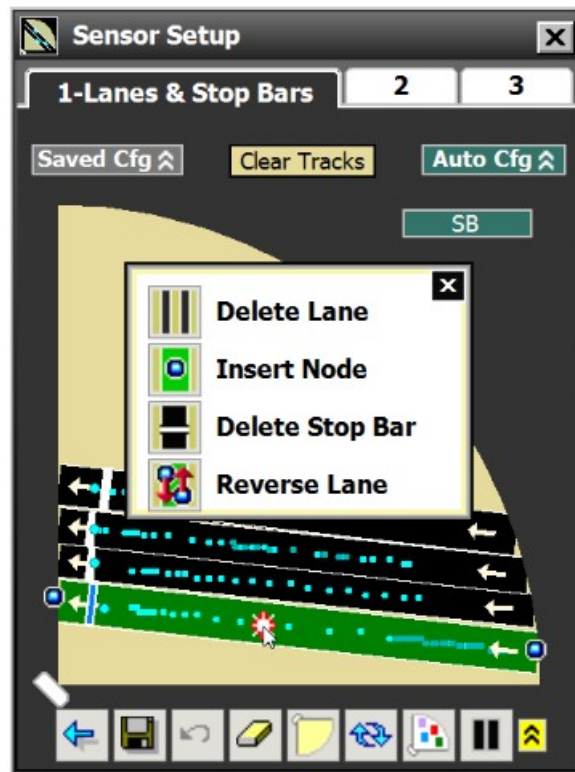 Sensor Setup
1-Lanes & Stop Bars 2 3
Saved Cfg Clear Tracks Auto Cfg
SB
Delete Lane
Insert Node
Delete Stop Bar
Reverse Lane